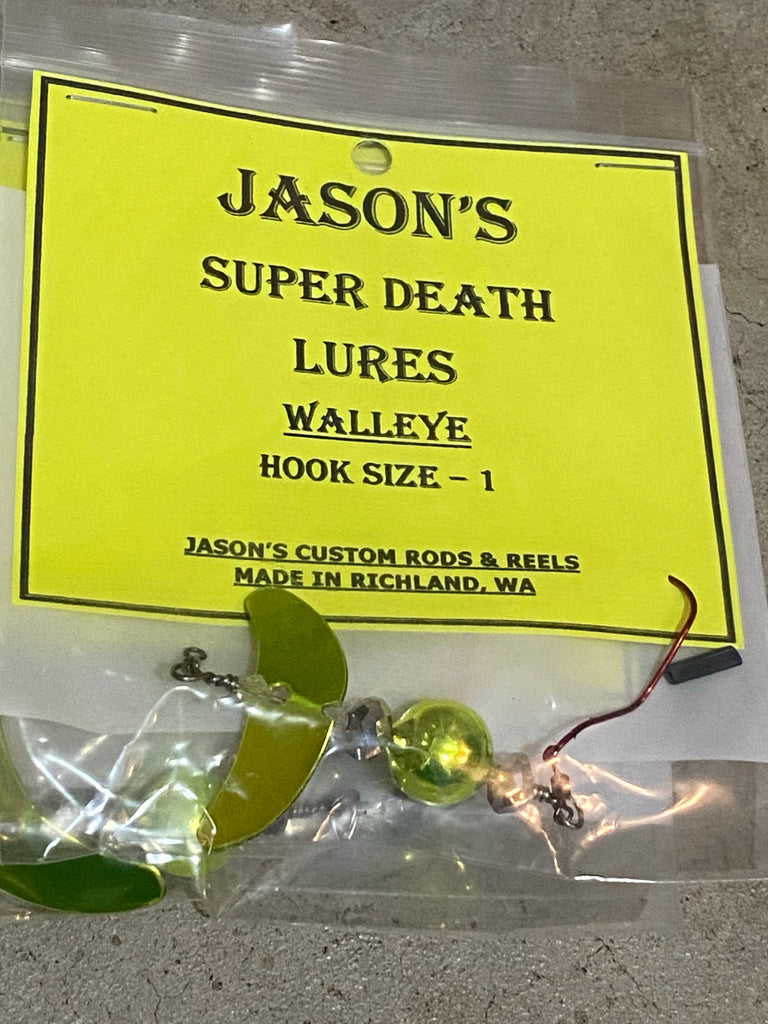 JASON'S
SUPER DEATH
LURES
WALLEYE
HOOK SIZE – 1
JASON'S CUSTOM RODS & REELS
MADE IN RICHLAND, WA